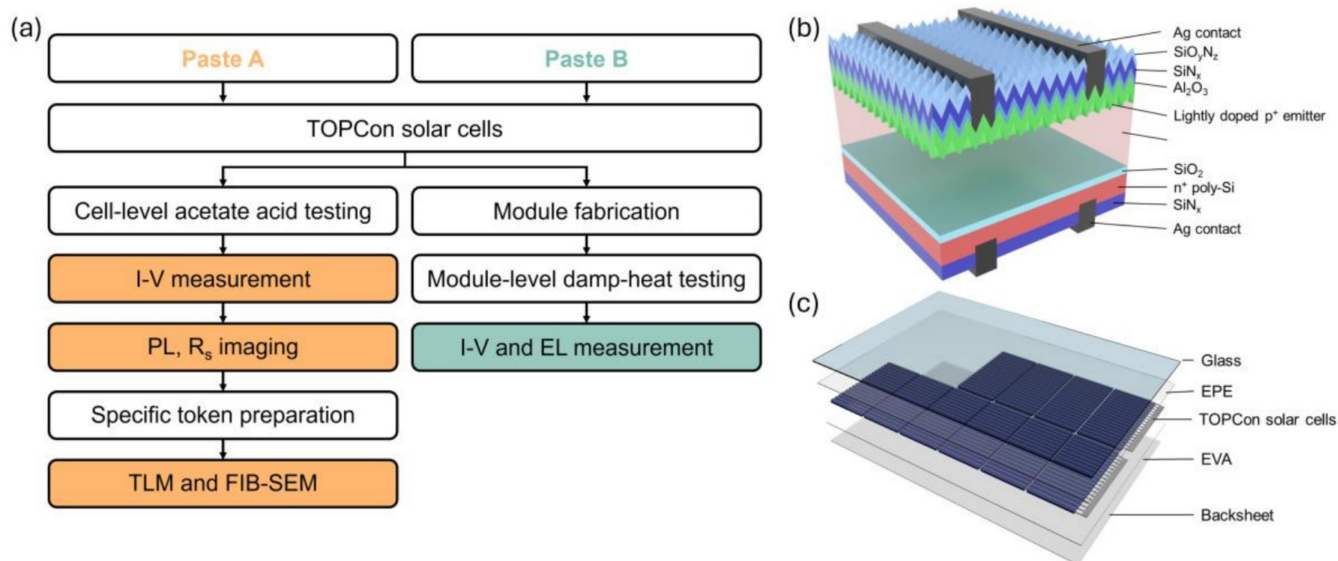 (a)
Paste A
Paste B
TOPCon solar cells
Cell-level acetate acid testing
Module fabrication
I-V measurement
Module-level damp-heat testing
PL, Rₛ imaging
I-V and EL measurement
Specific token preparation
TLM and FIB-SEM
(b)
Ag contact
SiOᵧN𝓏
SiNₓ
Al₂O₃
Lightly doped p⁺ emitter
SiO₂
n⁺ poly-Si
SiNₓ
Ag contact
(c)
Glass
EPE
TOPCon solar cells
EVA
Backsheet